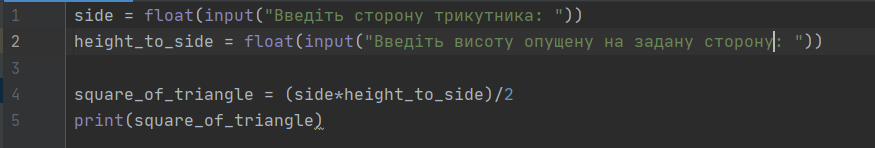 1 side = float(input("Введіть сторону трикутника: "))
2 height_to_side = float(input("Введіть висоту опущену на задану сторону: "))
3
4 square_of_triangle = (side*height_to_side)/2
5 print(square_of_triangle)